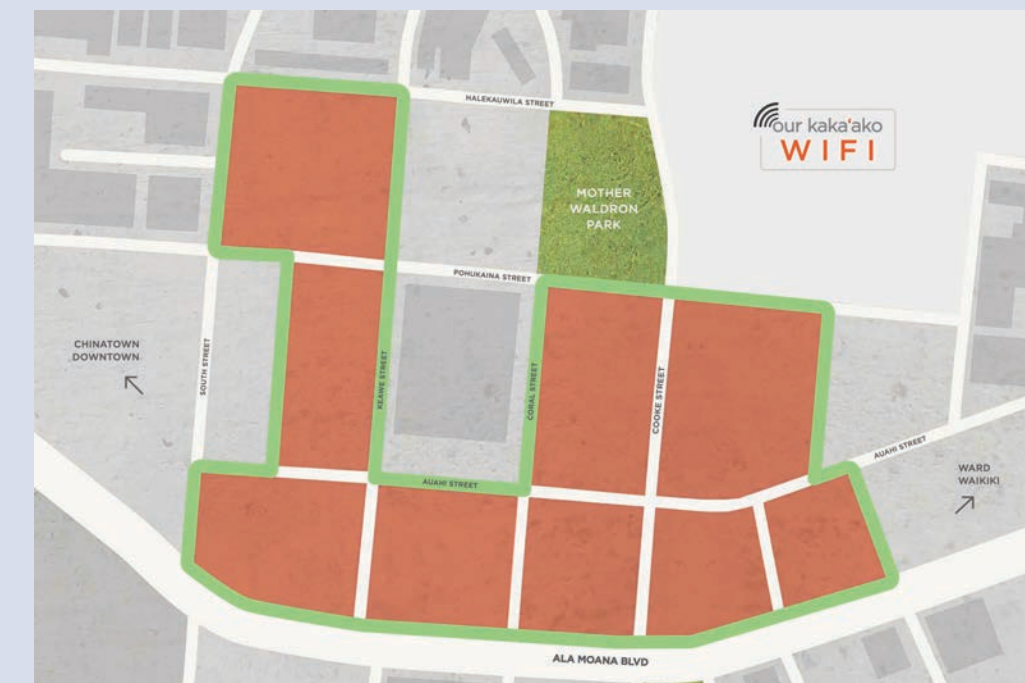 HALEKAUWILA STREET
our kaka'ako
WIFI
MOTHER
WALDRON
PARK
POHUKAINA STREET
CHINATOWN
DOWNTOWN
SOUTH STREET
KEAWE STREET
CORAL STREET
COOKE STREET
AUAHI STREET
AUAHI STREET
WARD
WAIKIKI
ALA MOANA BLVD